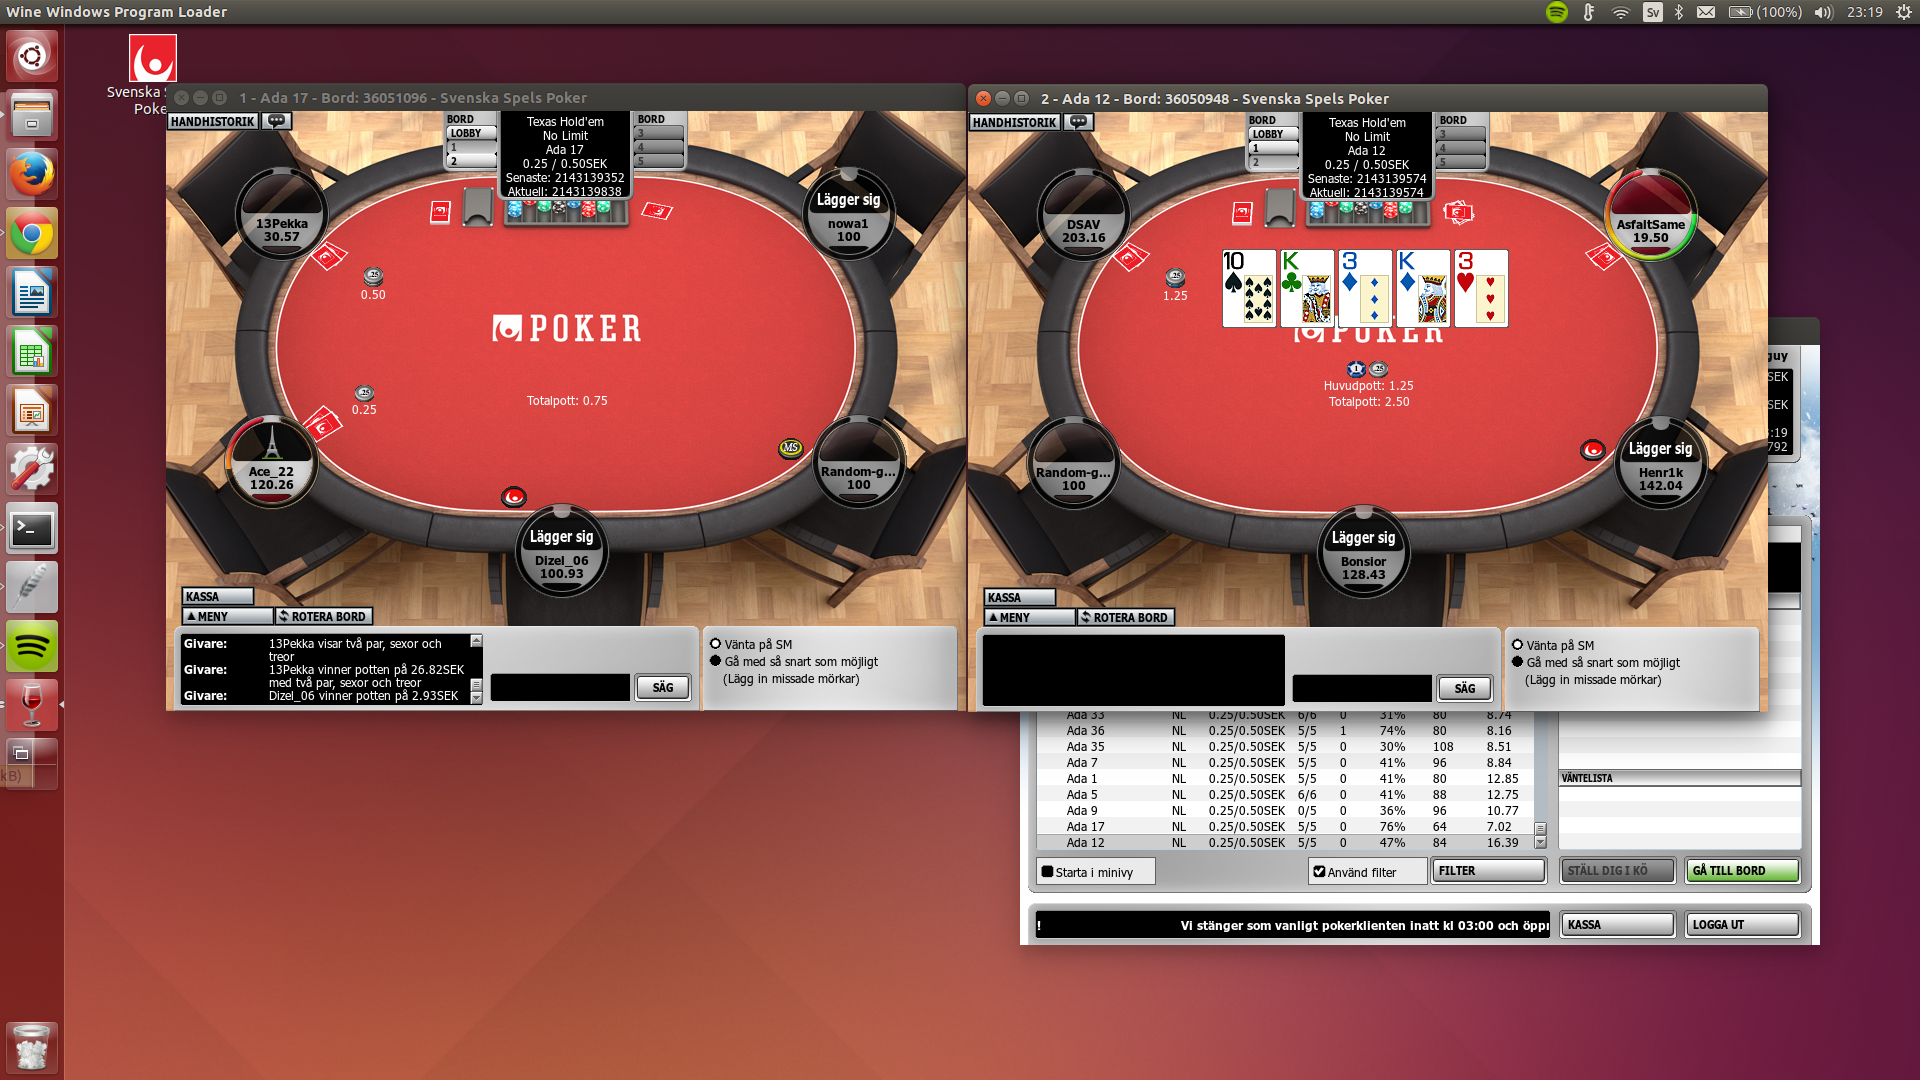 Wine Windows Program Loader
Sv
(100%)
23:19
Svenska S
Poke
kB)
1 - Ada 17 - Bord: 36051096 - Svenska Spels Poker
HANDHISTORIK
BORD
LOBBY
1
2
Texas Hold'em
No Limit
Ada 17
0.25 / 0.50SEK
Senaste: 2143139352
Aktuell: 2143139838
BORD
3
4
5
13Pekka
30.57
Lägger sig
nowa1
100
.25
0.50
POKER
.25
0.25
Totalpott: 0.75
Ace_22
120.26
MS
Random-g...
100
Lägger sig
Dizel_06
100.93
KASSA
MENY
ROTERA BORD
Givare: 13Pekka visar två par, sexor och
treor
Givare: 13Pekka vinner potten på 26.82SEK
med två par, sexor och treor
Givare: Dizel_06 vinner potten på 2.93SEK
SÄG
Vänta på SM
Gå med så snart som möjligt
(Lägg in missade mörkar)
2 - Ada 12 - Bord: 36050948 - Svenska Spels Poker
HANDHISTORIK
BORD
LOBBY
1
2
Texas Hold'em
No Limit
Ada 12
0.25 / 0.50SEK
Senaste: 2143139574
Aktuell: 2143139574
BORD
3
4
5
DSAV
203.16
AsfaltSame
19.50
.25
1.25
10
K
3
K
3
POKER
1
.25
Huvudpott: 1.25
Totalpott: 2.50
Random-g...
100
Lägger sig
Henr1k
142.04
Lägger sig
Bonsior
128.43
KASSA
MENY
ROTERA BORD
SÄG
Vänta på SM
Gå med så snart som möjligt
(Lägg in missade mörkar)
guy
SEK
SEK
:19
792
Ada 33 NL 0.25/0.50SEK 6/6 0 31% 80 8.74
Ada 36 NL 0.25/0.50SEK 5/5 1 74% 80 8.16
Ada 35 NL 0.25/0.50SEK 5/5 0 30% 108 8.51
Ada 7 NL 0.25/0.50SEK 5/5 0 41% 96 8.84
Ada 1 NL 0.25/0.50SEK 5/5 0 41% 80 12.85
Ada 5 NL 0.25/0.50SEK 6/6 0 41% 88 12.75
Ada 9 NL 0.25/0.50SEK 0/5 0 36% 96 10.77
Ada 17 NL 0.25/0.50SEK 5/5 0 76% 64 7.02
Ada 12 NL 0.25/0.50SEK 5/5 0 47% 84 16.39
VÄNTELISTA
Starta i minivy
Använd filter
FILTER
STÄLL DIG I KÖ
GÅ TILL BORD
! Vi stänger som vanligt pokerklienten inatt kl 03:00 och öppn
KASSA
LOGGA UT